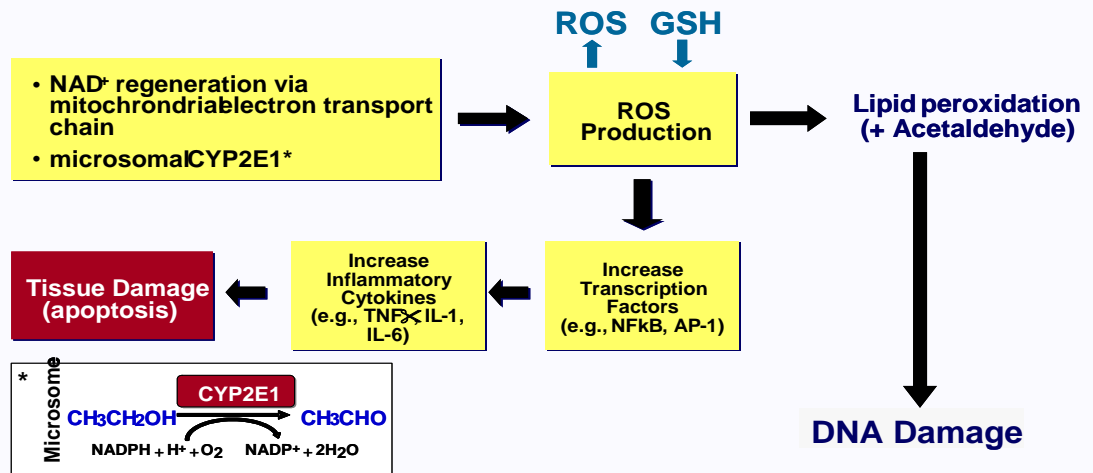 ROS GSH
• NAD+ regeneration via
mitochrondrialelectron transport
chain
• microsomalCYP2E1*
ROS
Production
Lipid peroxidation
(+ Acetaldehyde)
Tissue Damage
(apoptosis)
Increase
Inflammatory
Cytokines
(e.g., TNF IL-1,
IL-6)
Increase
Transcription
Factors
(e.g., NFkB, AP-1)
DNA Damage
*
Microsome
CYP2E1
CH3CH2OH CH3CHO
NADPH + H+ + O2 NADP+ + 2H2O